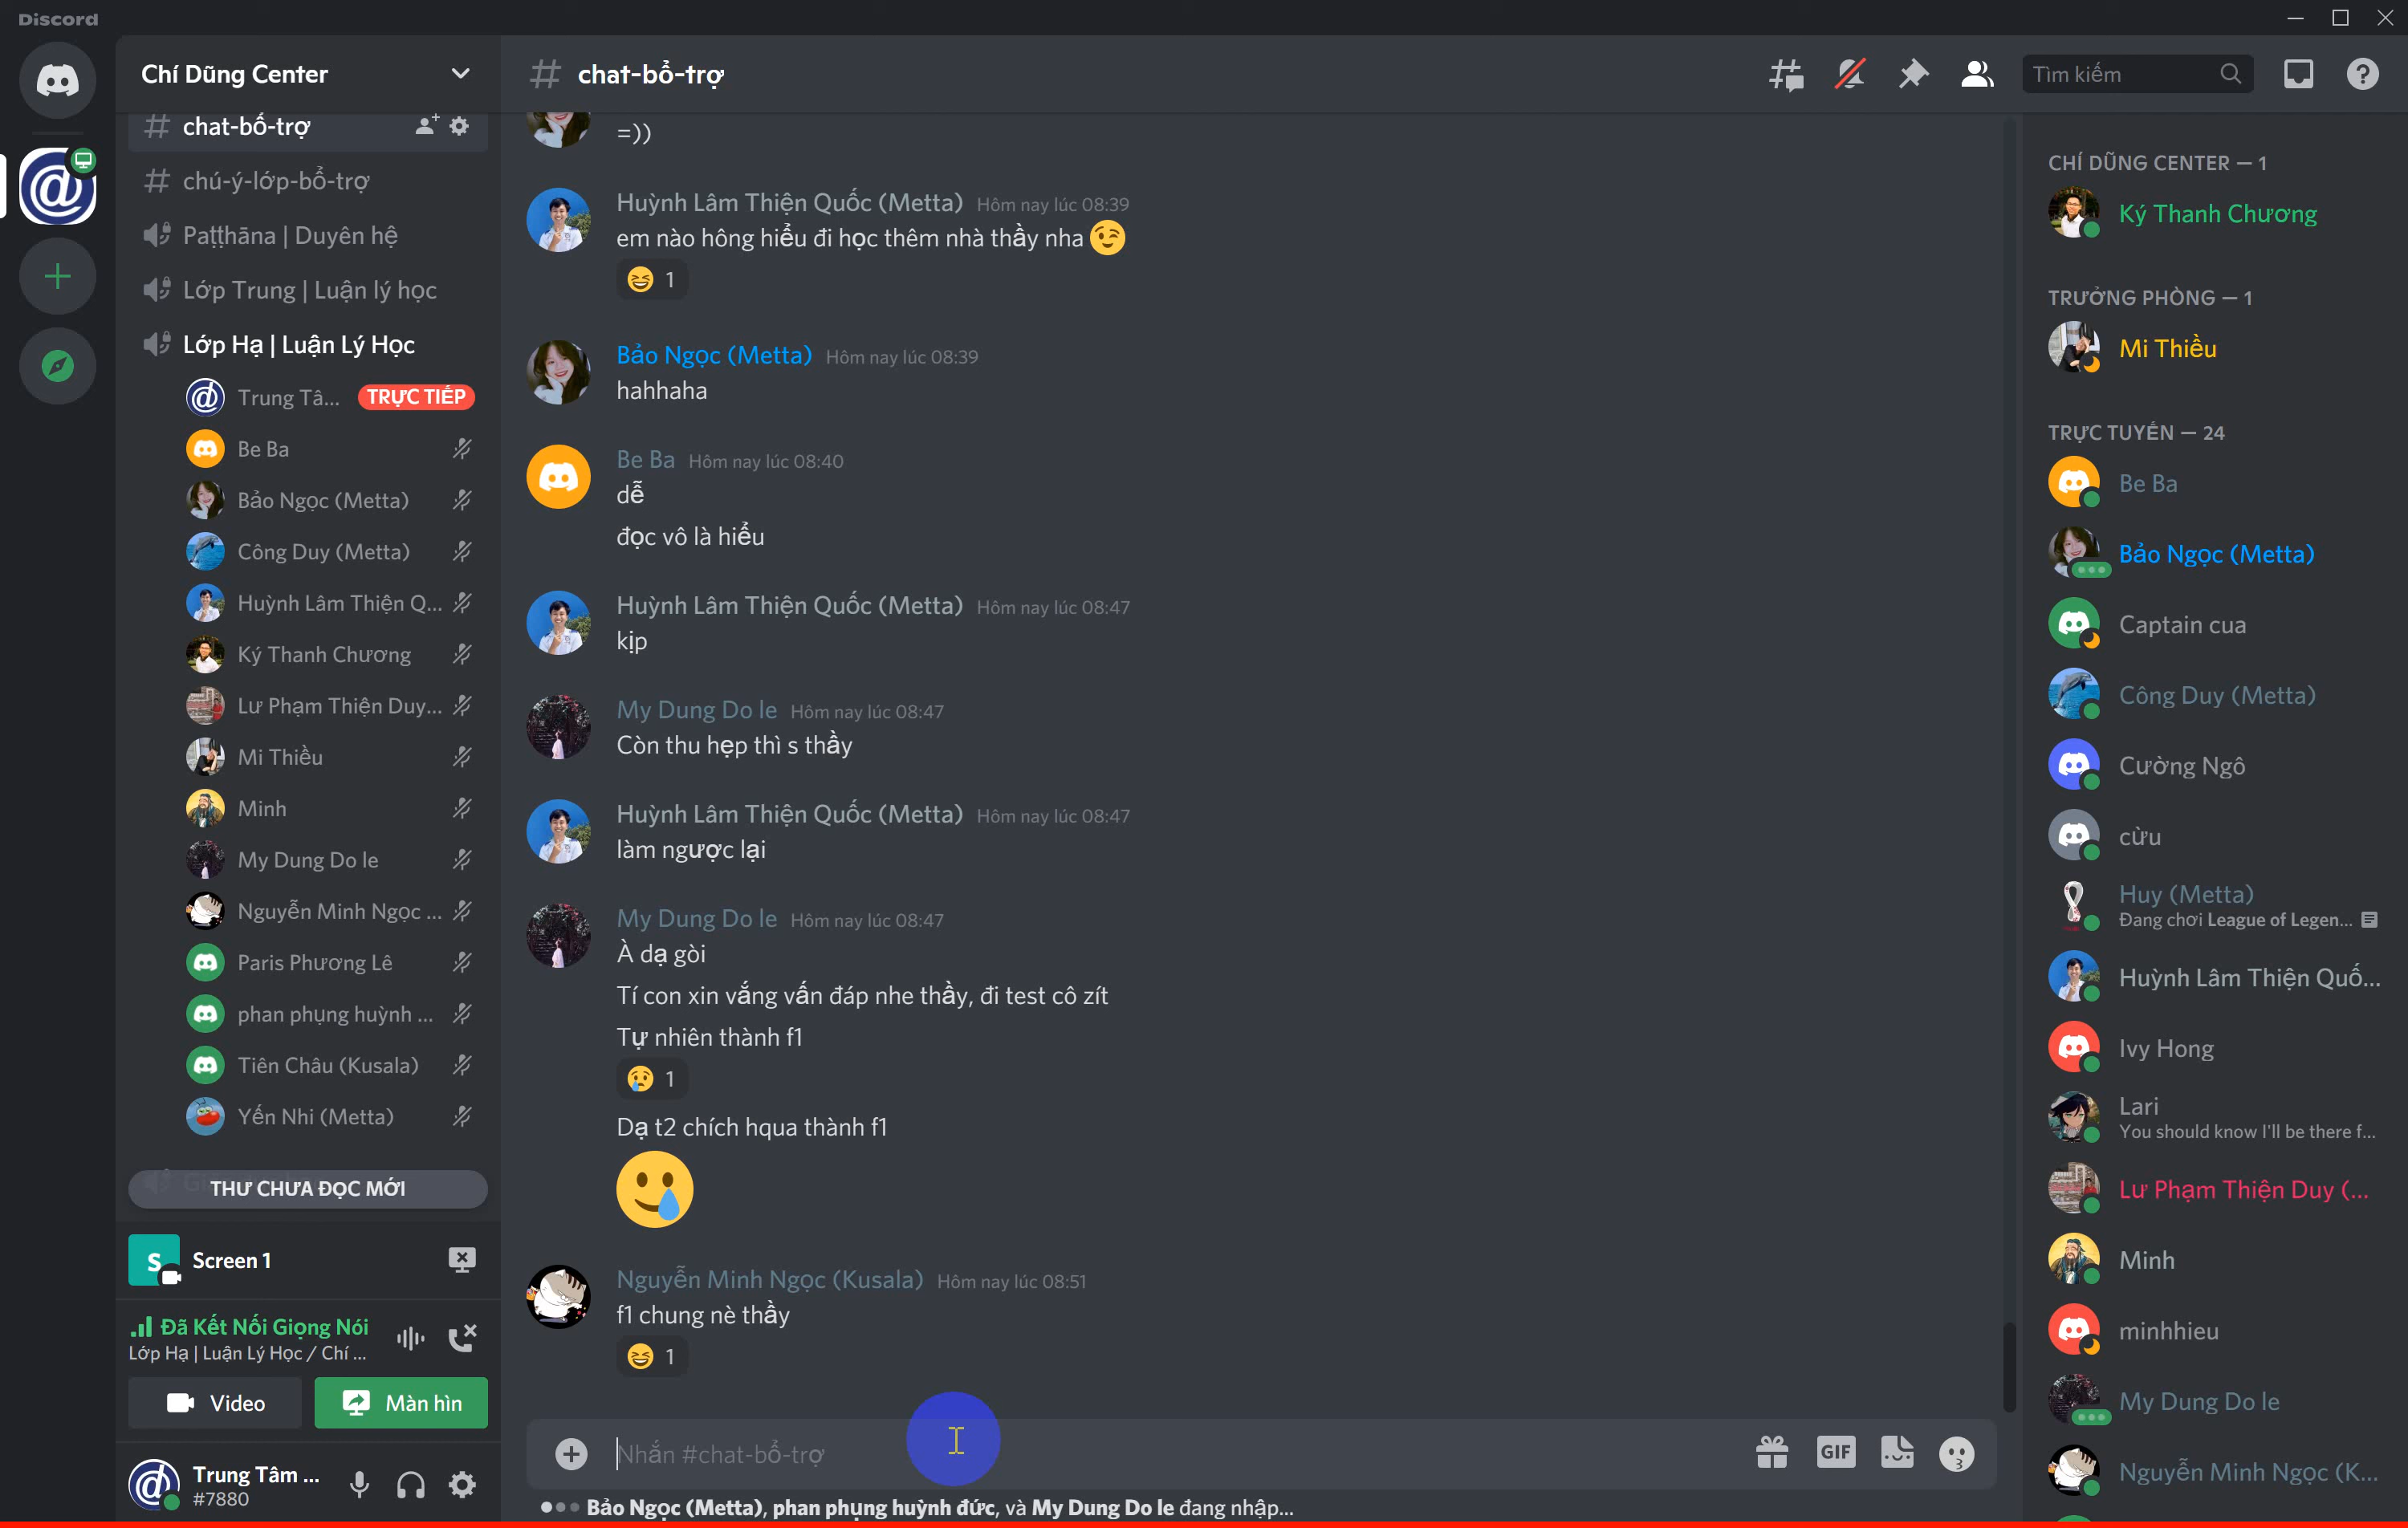 Discord
Chí Dũng Center
chat-bổ-trợ
chú-ý-lớp-bổ-trợ
Paṭṭhāna | Duyên hệ
Lớp Trung | Luận lý học
Lớp Hạ | Luận Lý Học
Trung Tâ... TRỰC TIẾP
Be Ba
Bảo Ngọc (Metta)
Công Duy (Metta)
Huỳnh Lâm Thiện Q...
Ký Thanh Chương
Lư Phạm Thiện Duy...
Mi Thiều
Minh
My Dung Do le
Nguyễn Minh Ngọc ...
Paris Phương Lê
phan phụng huỳnh ...
Tiên Châu (Kusala)
Yến Nhi (Metta)
THƯ CHƯA ĐỌC MỚI
S Screen 1
Đã Kết Nối Giọng Nói
Lớp Hạ | Luận Lý Học / Chí ...
Video Màn hìn
Trung Tâm ...
#7880
# chat-bổ-trợ
Tìm kiếm
=))
Huỳnh Lâm Thiện Quốc (Metta) Hôm nay lúc 08:39
em nào hông hiểu đi học thêm nhà thầy nha 😉
😆 1
Bảo Ngọc (Metta) Hôm nay lúc 08:39
hahhaha
Be Ba Hôm nay lúc 08:40
dễ
đọc vô là hiểu
Huỳnh Lâm Thiện Quốc (Metta) Hôm nay lúc 08:47
kịp
My Dung Do le Hôm nay lúc 08:47
Còn thu hẹp thì s thầy
Huỳnh Lâm Thiện Quốc (Metta) Hôm nay lúc 08:47
làm ngược lại
My Dung Do le Hôm nay lúc 08:47
À dạ gòi
Tí con xin vắng vấn đáp nhe thầy, đi test cô zít
Tự nhiên thành f1
😢 1
Dạ t2 chích hqua thành f1
🥲
Nguyễn Minh Ngọc (Kusala) Hôm nay lúc 08:51
f1 chung nè thầy
😆 1
Nhắn #chat-bổ-trợ
GIF
Bảo Ngọc (Metta), phan phụng huỳnh đức, và My Dung Do le đang nhập...
CHÍ DŨNG CENTER — 1
Ký Thanh Chương
TRƯỞNG PHÒNG — 1
Mi Thiều
TRỰC TUYẾN — 24
Be Ba
Bảo Ngọc (Metta)
Captain cua
Công Duy (Metta)
Cường Ngô
cừu
Huy (Metta)
Đang chơi League of Legen...
Huỳnh Lâm Thiện Quố...
Ivy Hong
Lari
You should know I'll be there f...
Lư Phạm Thiện Duy (...
Minh
minhhieu
My Dung Do le
Nguyễn Minh Ngọc (K...